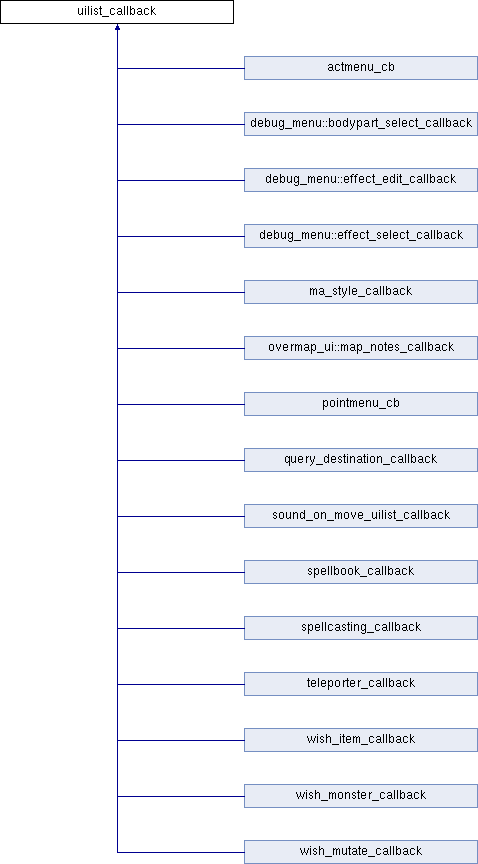 uilist_callback
actmenu_cb
debug_menu::bodypart_select_callback
debug_menu::effect_edit_callback
debug_menu::effect_select_callback
ma_style_callback
overmap_ui::map_notes_callback
pointmenu_cb
query_destination_callback
sound_on_move_uilist_callback
spellbook_callback
spellcasting_callback
teleporter_callback
wish_item_callback
wish_monster_callback
wish_mutate_callback